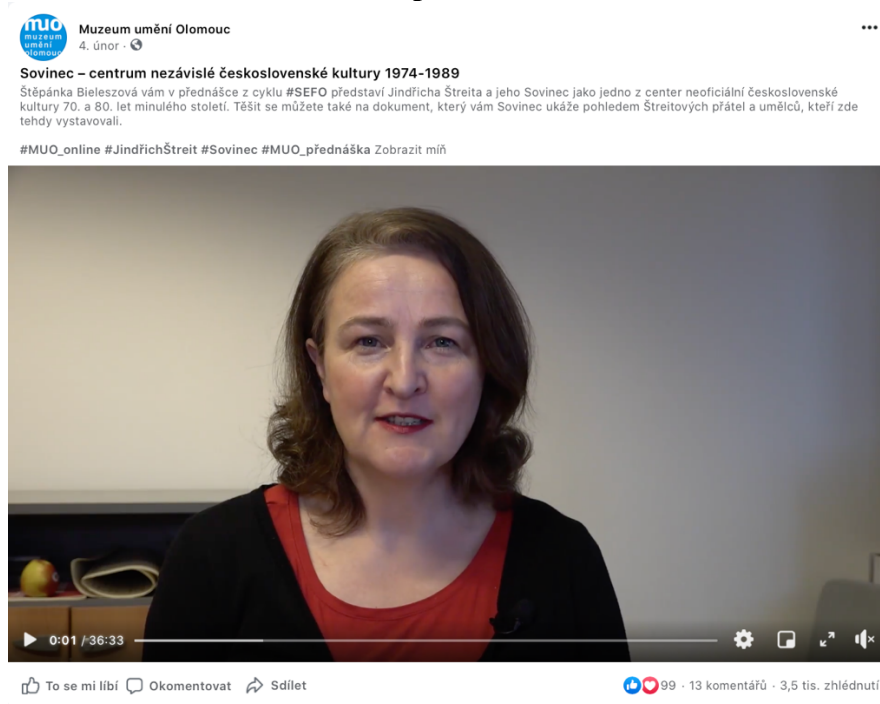 muo
muzeum
umění
olomouc
Muzeum umění Olomouc
4. únor ·
Sovinec – centrum nezávislé československé kultury 1974-1989
Štěpánka Bieleszová vám v přednášce z cyklu #SEFO představí Jindřicha Štreita a jeho Sovinec jako jedno z center neoficiální československé
kultury 70. a 80. let minulého století. Těšit se můžete také na dokument, který vám Sovinec ukáže pohledem Štreitových přátel a umělců, kteří zde
tehdy vystavovali.
#MUO_online #JindřichŠtreit #Sovinec #MUO_přednáška Zobrazit míň
0:01 / 36:33
To se mi líbí Okomentovat Sdílet 99 · 13 komentářů · 3,5 tis. zhlédnutí